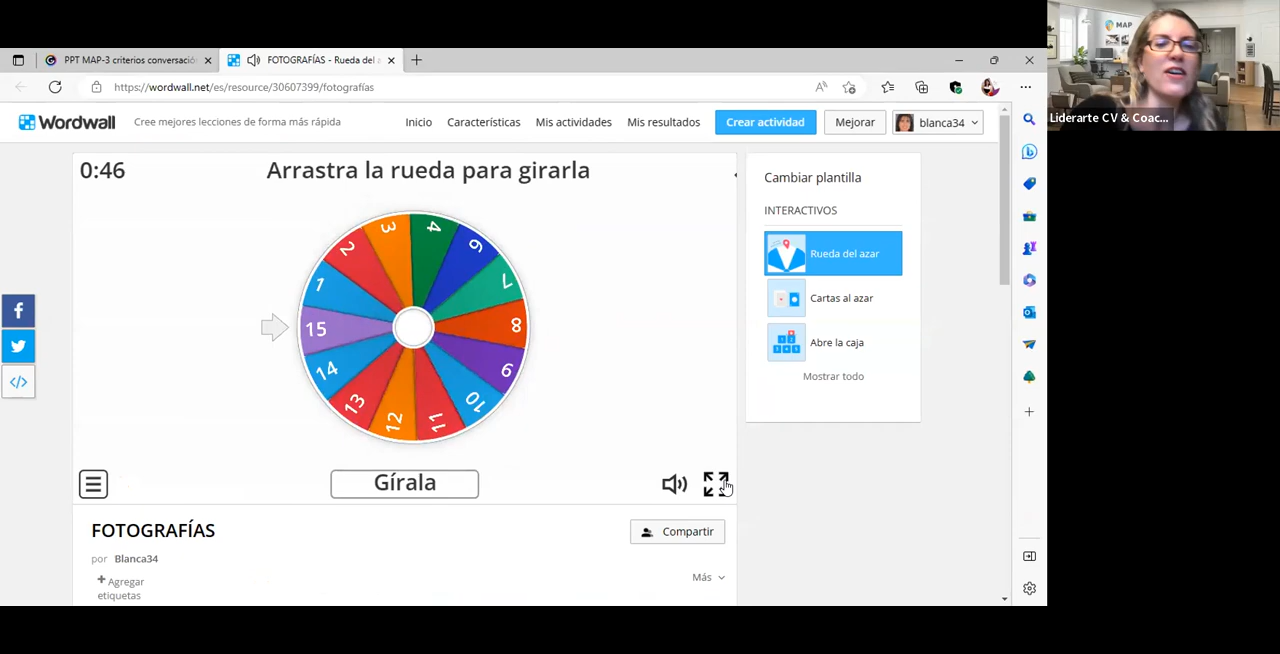 PPT MAP-3 criterios conversació
FOTOGRAFÍAS - Rueda del a
https://wordwall.net/es/resource/30607399/fotografías
Wordwall
Cree mejores lecciones de forma más rápida
Inicio
Características
Mis actividades
Mis resultados
Crear actividad
Mejorar
blanca34
0:46
Arrastra la rueda para girarla
1
2
3
4
6
7
8
9
10
11
12
13
14
15
Gírala
FOTOGRAFÍAS
por Blanca34
+ Agregar
etiquetas
Compartir
Más
Cambiar plantilla
INTERACTIVOS
Rueda del azar
Cartas al azar
Abre la caja
Mostrar todo
MAP
Liderarte CV & Coac...